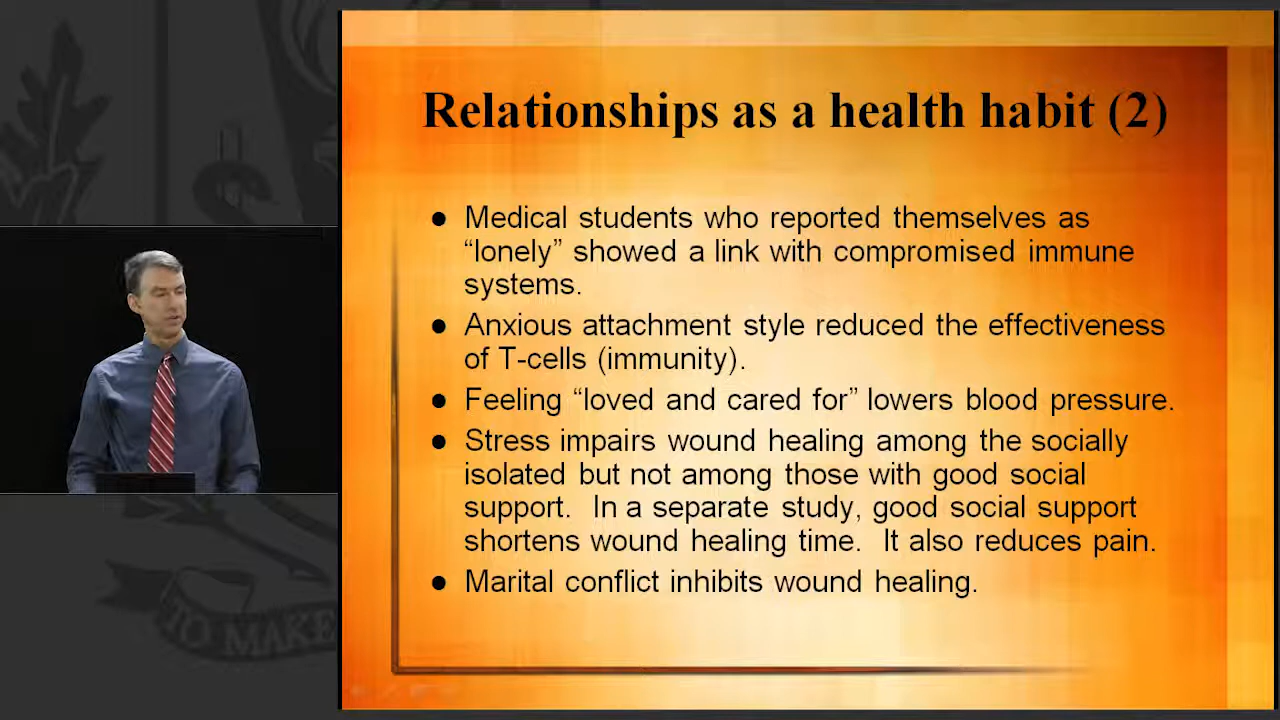 Relationships as a health habit (2)
● Medical students who reported themselves as
“lonely” showed a link with compromised immune
systems.
● Anxious attachment style reduced the effectiveness
of T-cells (immunity).
● Feeling “loved and cared for” lowers blood pressure.
● Stress impairs wound healing among the socially
isolated but not among those with good social
support.  In a separate study, good social support
shortens wound healing time.  It also reduces pain.
● Marital conflict inhibits wound healing.
TO MAKE